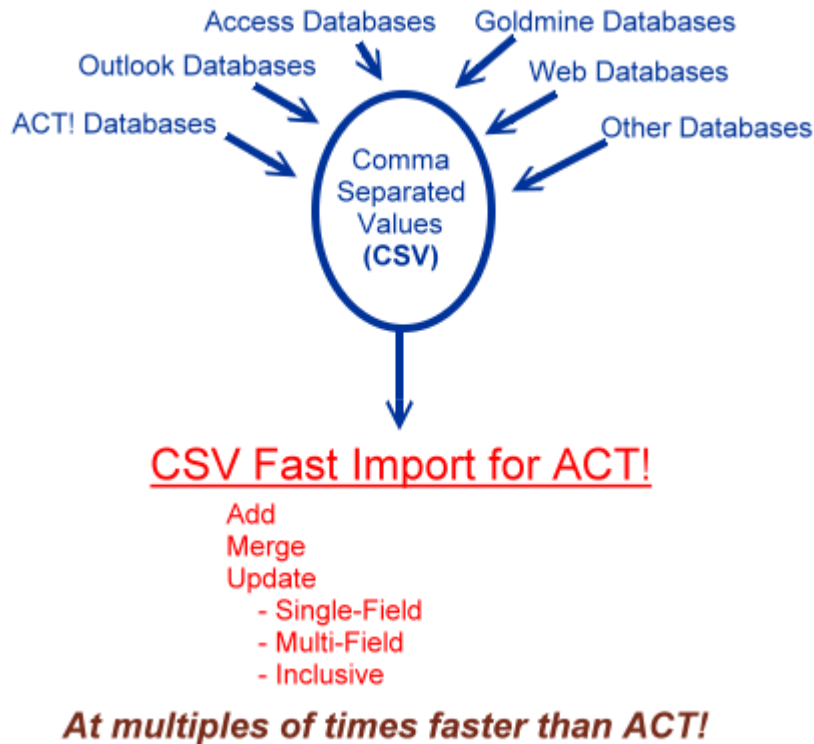 Access Databases
Goldmine Databases
Outlook Databases
Web Databases
ACT! Databases
Other Databases
Comma
Separated
Values
(CSV)
CSV Fast Import for ACT!
Add
Merge
Update
- Single-Field
- Multi-Field
- Inclusive
At multiples of times faster than ACT!